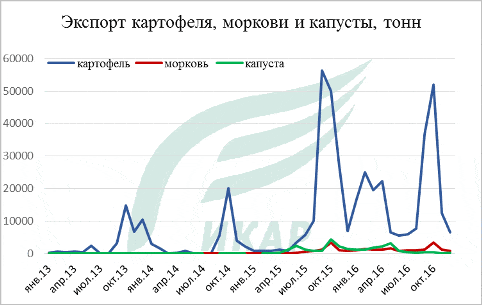 Экспорт картофеля, моркови и капусты, тонн
60000
картофель морковь капуста
50000
40000
30000
20000
10000
0
ИКАР
янв.13 апр.13 июл.13 окт.13 янв.14 апр.14 июл.14 окт.14 янв.15 апр.15 июл.15 окт.15 янв.16 апр.16 июл.16 окт.16